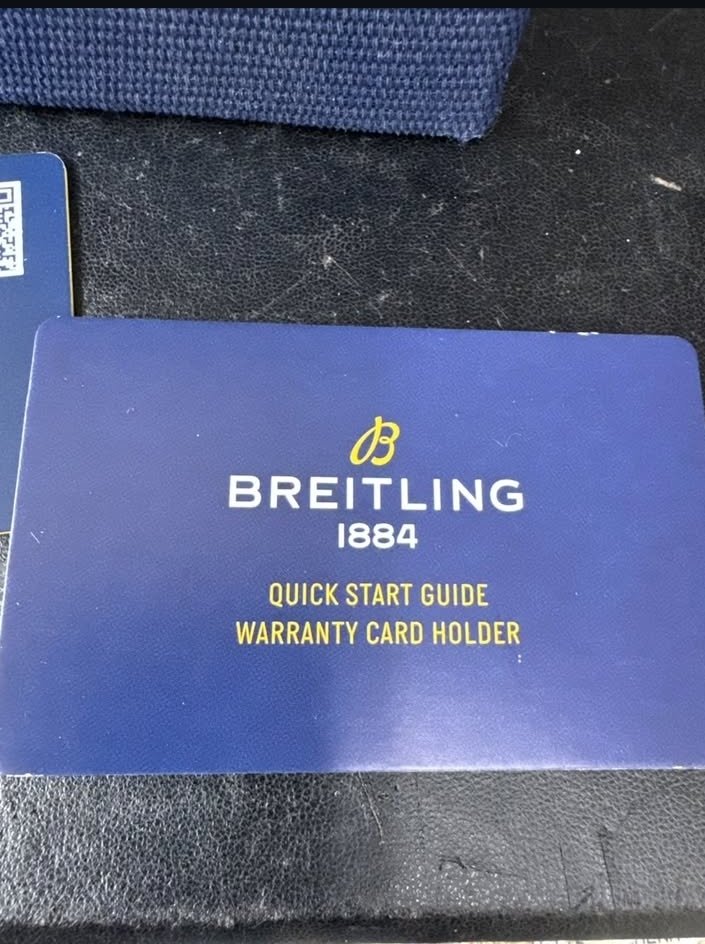 B
BREITLING
1884
QUICK START GUIDE
WARRANTY CARD HOLDER